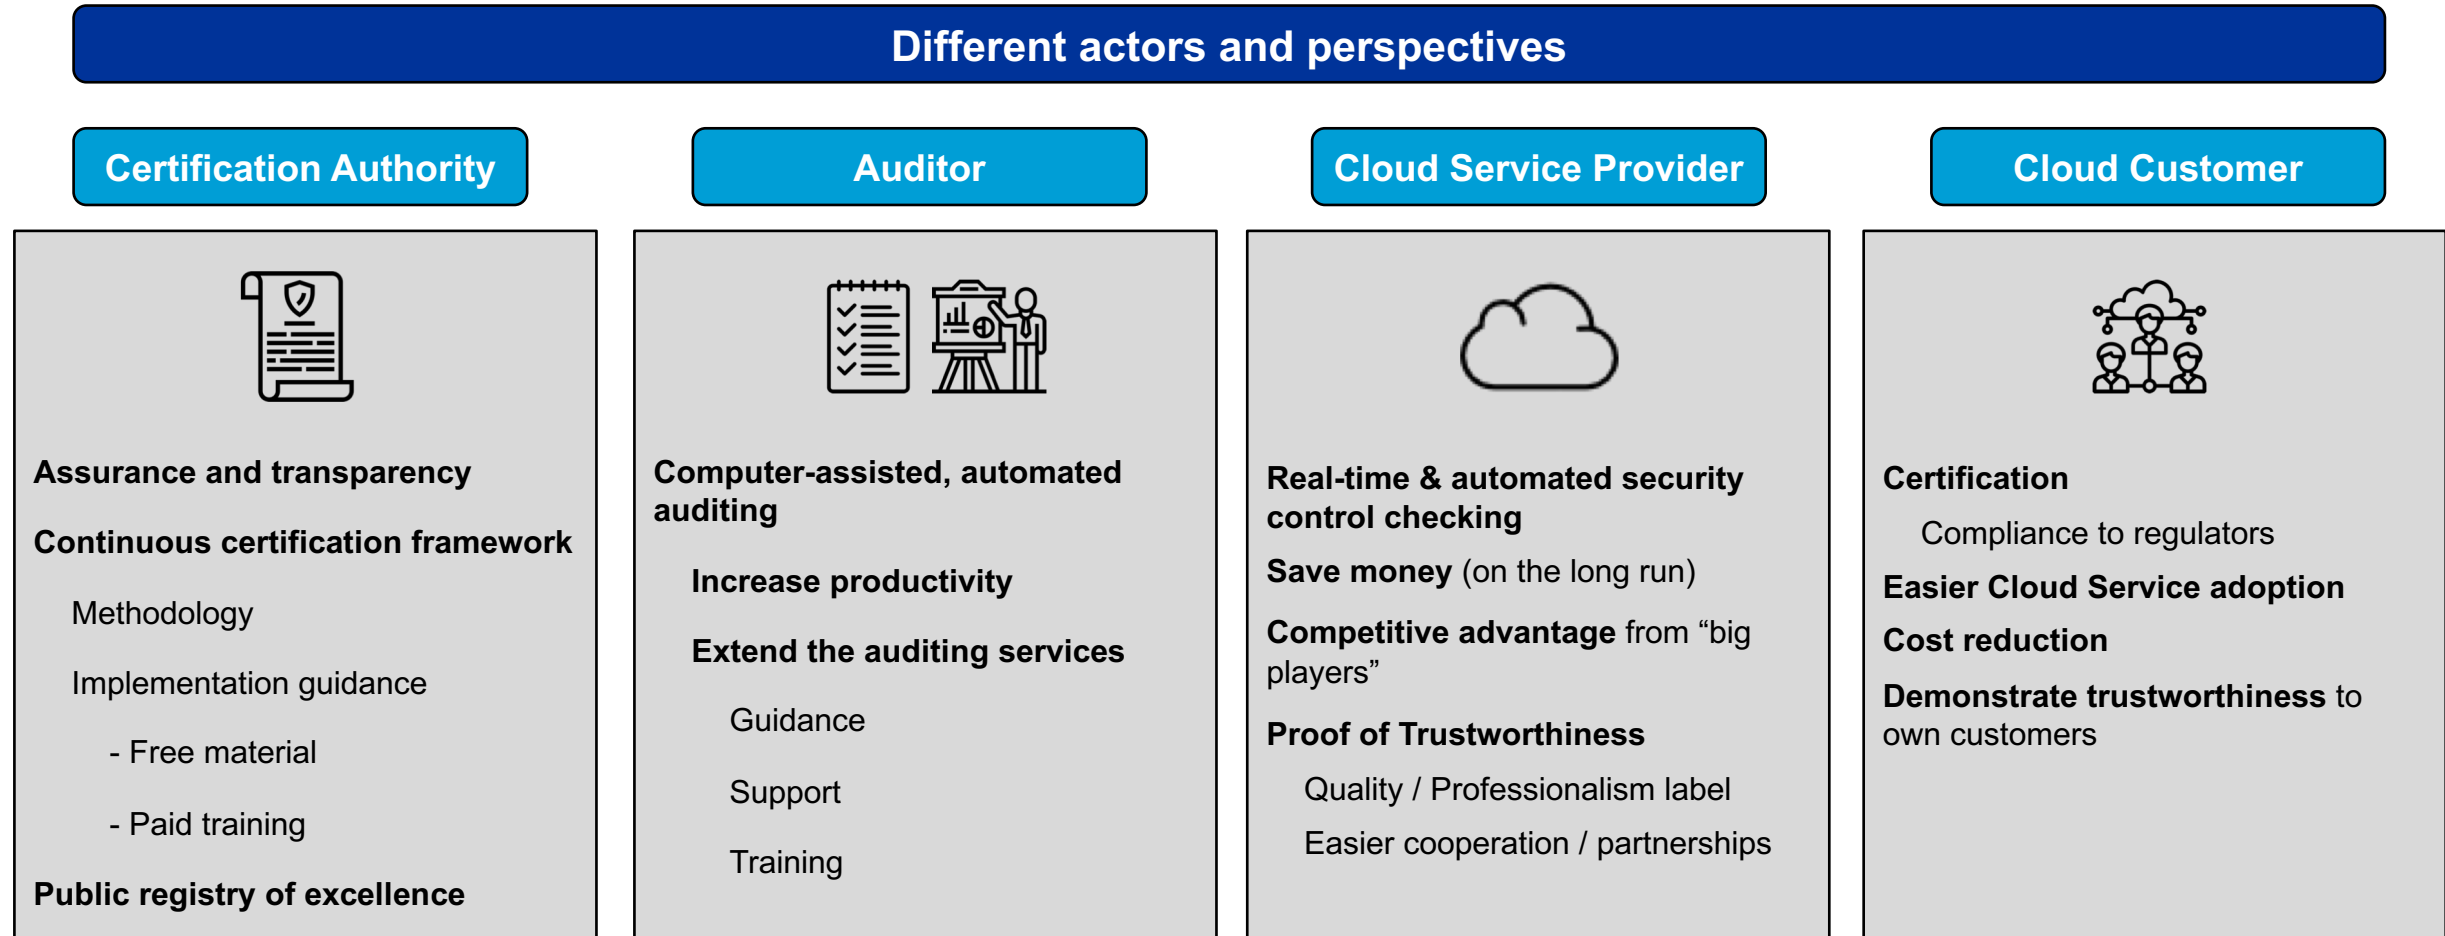 Different actors and perspectives
Certification Authority
Assurance and transparency
Continuous certification framework
Methodology
Implementation guidance
- Free material
- Paid training
Public registry of excellence
Auditor
Computer-assisted, automated
auditing
Increase productivity
Extend the auditing services
Guidance
Support
Training
Cloud Service Provider
Real-time & automated security
control checking
Save money (on the long run)
Competitive advantage from “big
players”
Proof of Trustworthiness
Quality / Professionalism label
Easier cooperation / partnerships
Cloud Customer
Certification
Compliance to regulators
Easier Cloud Service adoption
Cost reduction
Demonstrate trustworthiness to
own customers